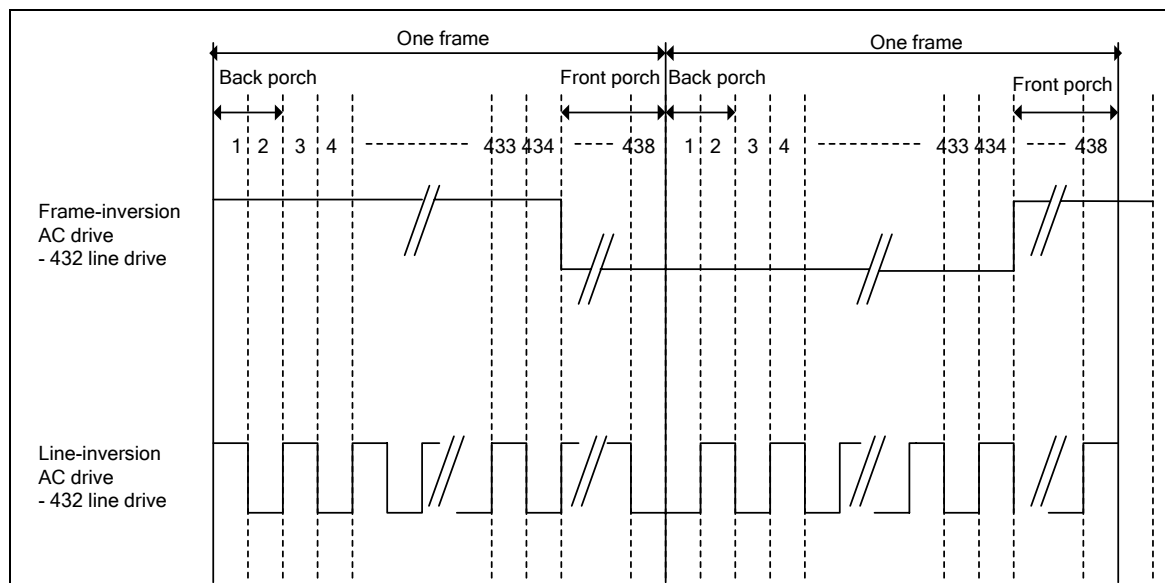 One frame One frame
Back porch Front porch Back porch Front porch
1 2 3 4 433 434 438 1 2 3 4 433 434 438
Frame-inversion
AC drive
- 432 line drive
Line-inversion
AC drive
- 432 line drive